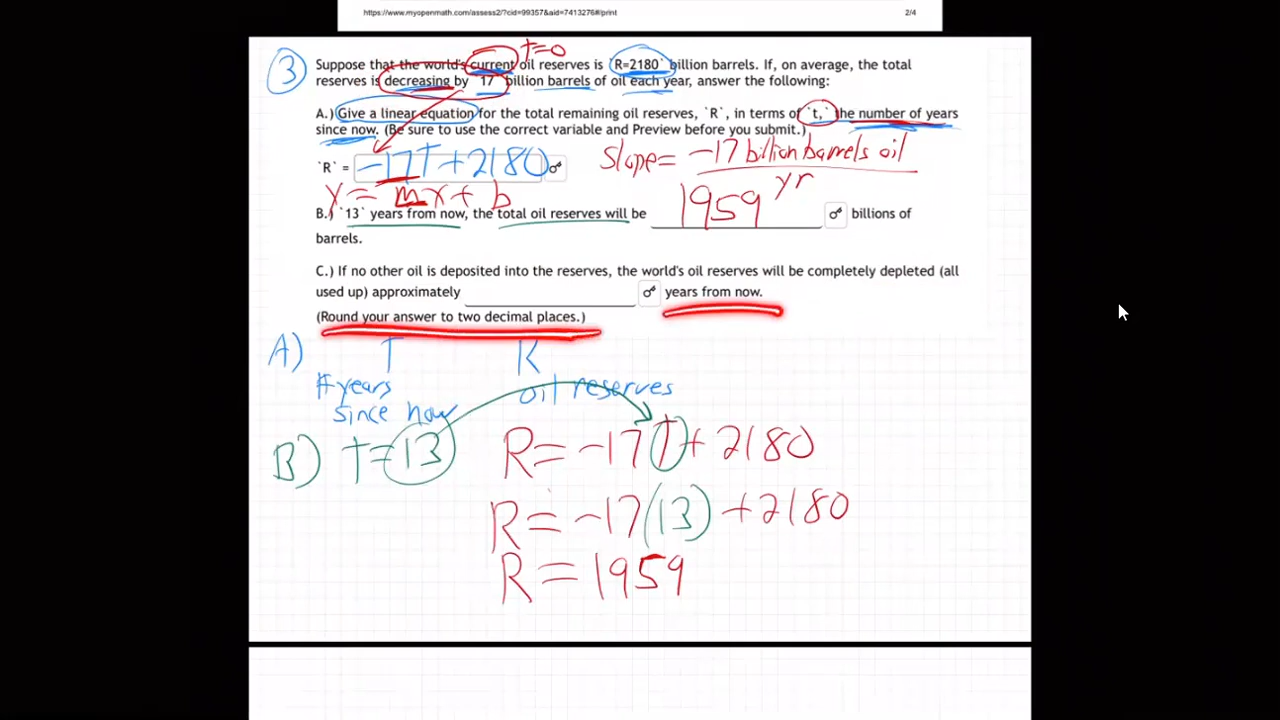 https://www.myopenmath.com/assess2/?cid=99357&aid=7413276#/print 2/4
3 Suppose that the world's current oil reserves is `R=2180` billion barrels. If, on average, the total
t=0
reserves is decreasing by `17` billion barrels of oil each year, answer the following:
A.) Give a linear equation for the total remaining oil reserves, `R`, in terms of `t,` the number of years
since now. (Be sure to use the correct variable and Preview before you submit.)
`R` = -17t+2180
Slope= -17 billion barrels oil
yr
y = mx + b
B.) `13` years from now, the total oil reserves will be 1959 billions of
barrels.
C.) If no other oil is deposited into the reserves, the world's oil reserves will be completely depleted (all
used up) approximately years from now.
(Round your answer to two decimal places.)
A) T R
#years oil reserves
since now
B) t=13 R= -17t+2180
R= -17(13)+2180
R=1959